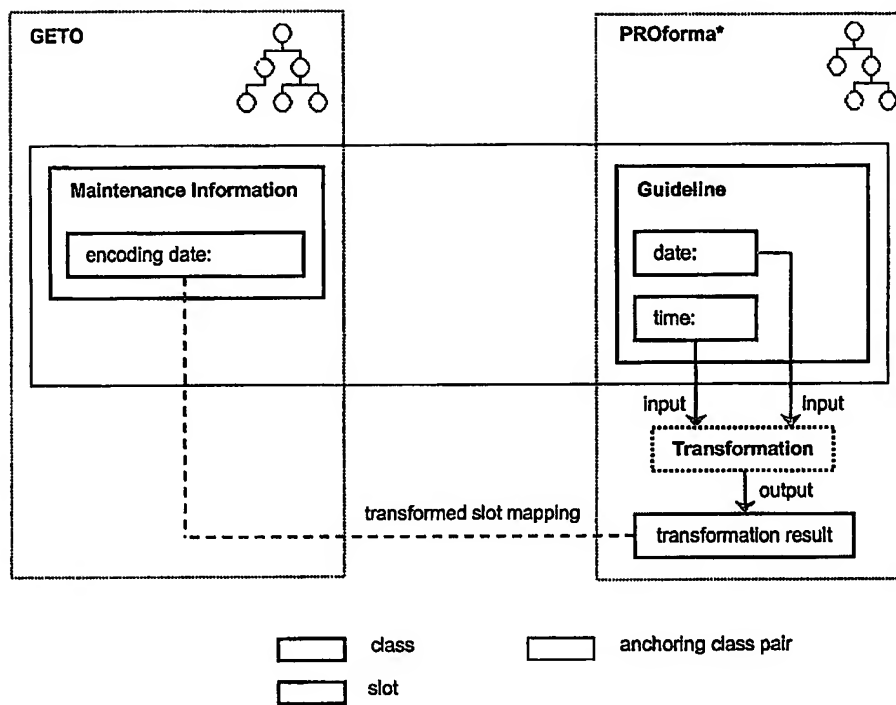 GETO
PROforma*
Maintenance Information
encoding date:
Guideline
date:
time:
input
input
Transformation
output
transformed slot mapping
transformation result
class
anchoring class pair
slot